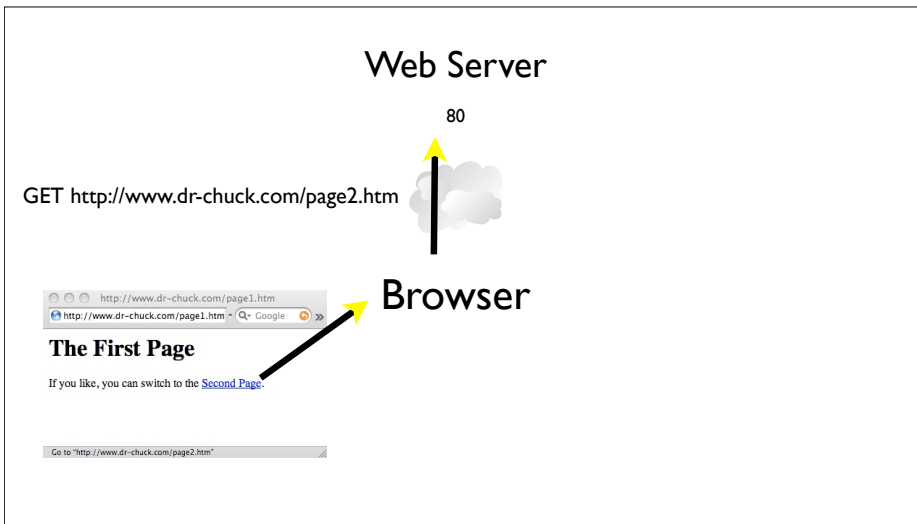 Web Server
80
GET http://www.dr-chuck.com/page2.htm
Browser
http://www.dr-chuck.com/page1.htm
http://www.dr-chuck.com/page1.htm Google »
The First Page
If you like, you can switch to the Second Page.
Go to "http://www.dr-chuck.com/page2.htm"